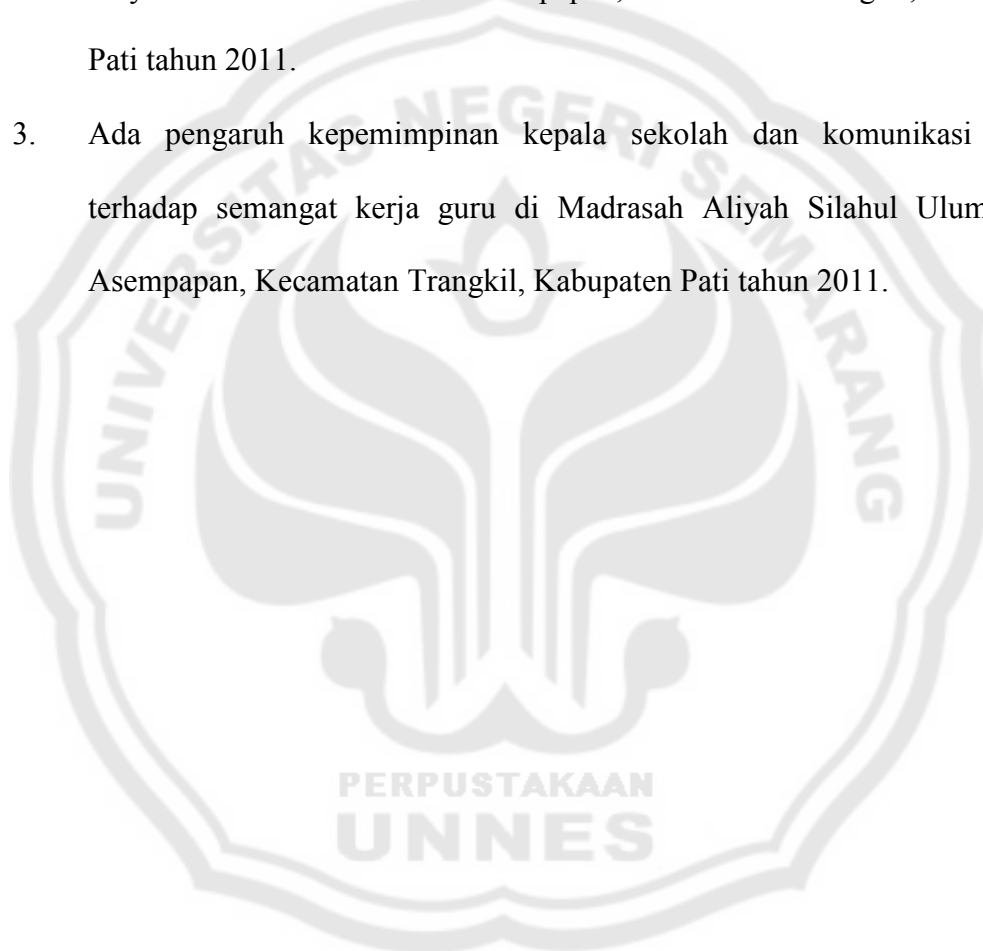 Pati tahun 2011.
3. Ada pengaruh kepemimpinan kepala sekolah dan komunikasi
terhadap semangat kerja guru di Madrasah Aliyah Silahul Ulum
Asempapan, Kecamatan Trangkil, Kabupaten Pati tahun 2011.
UNIVERSITAS NEGERI SEMARANG
PERPUSTAKAAN
UNNES